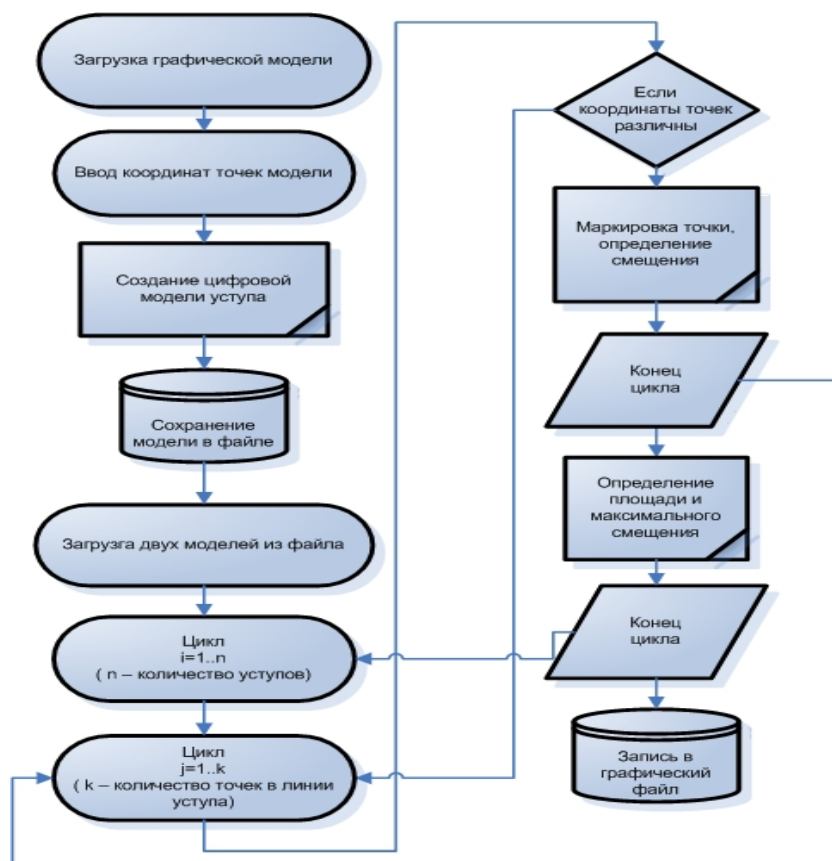 Загрузка графической модели
Ввод координат точек модели
Создание цифровой
модели уступа
Сохранение
модели в файле
Загрузга двух моделей из файла
Цикл
i=1..n
( n – количество уступов)
Цикл
j=1..k
( k – количество точек в линии
уступа)
Если
координаты точек
различны
Маркировка точки,
определение
смещения
Конец
цикла
Определение
площади и
максимального
смещения
Конец
цикла
Запись в
графический
файл